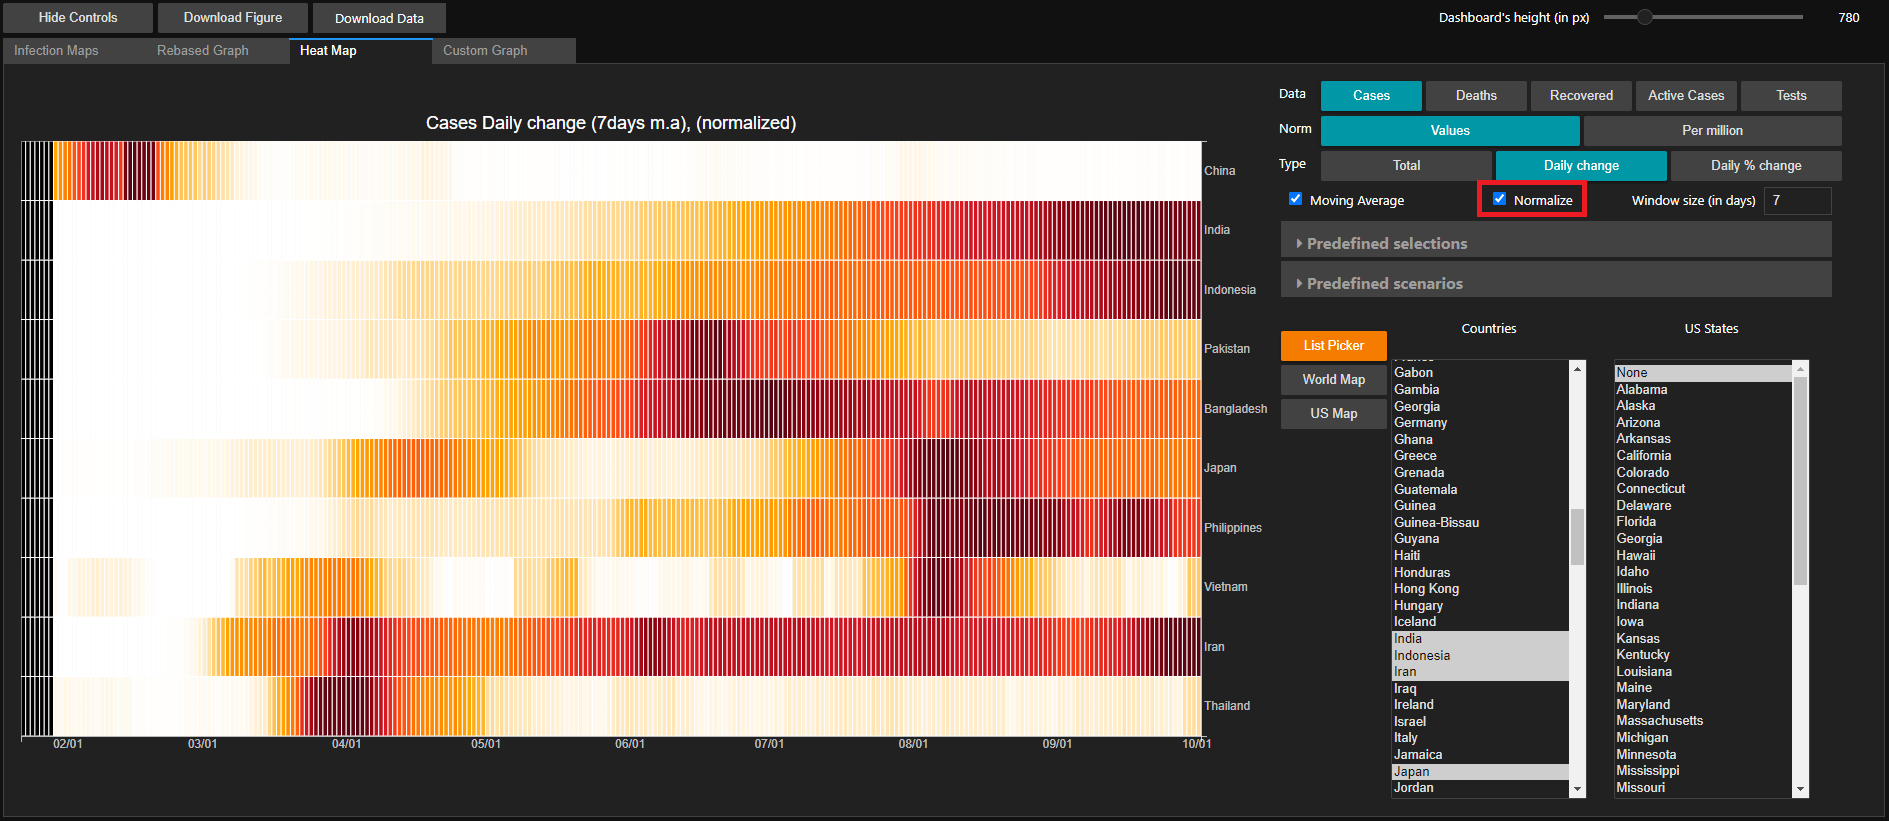 Hide Controls
Download Figure
Download Data
Dashboard's height (in px)
780
Infection Maps
Rebased Graph
Heat Map
Custom Graph
Cases Daily change (7days m.a), (normalized)
China
India
Indonesia
Pakistan
Bangladesh
Japan
Philippines
Vietnam
Iran
Thailand
02/01
03/01
04/01
05/01
06/01
07/01
08/01
09/01
10/01
Data
Cases
Deaths
Recovered
Active Cases
Tests
Norm
Values
Per million
Type
Total
Daily change
Daily % change
Moving Average
Normalize
Window size (in days)
7
Predefined selections
Predefined scenarios
List Picker
World Map
US Map
Countries
France
Gabon
Gambia
Georgia
Germany
Ghana
Greece
Grenada
Guatemala
Guinea
Guinea-Bissau
Guyana
Haiti
Honduras
Hong Kong
Hungary
Iceland
India
Indonesia
Iran
Iraq
Ireland
Israel
Italy
Jamaica
Japan
Jordan
US States
None
Alabama
Alaska
Arizona
Arkansas
California
Colorado
Connecticut
Delaware
Florida
Georgia
Hawaii
Idaho
Illinois
Indiana
Iowa
Kansas
Kentucky
Louisiana
Maine
Maryland
Massachusetts
Michigan
Minnesota
Mississippi
Missouri